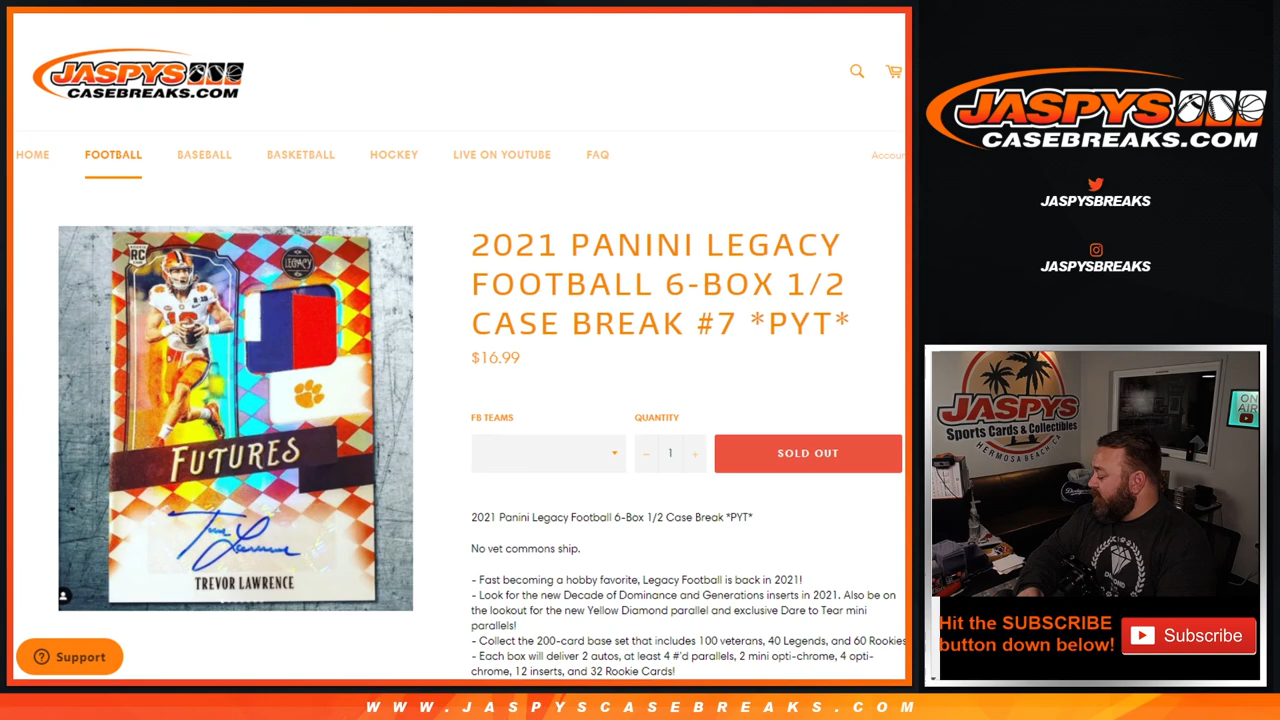 JASPYS
CASEBREAKS.COM
HOME FOOTBALL BASEBALL BASKETBALL HOCKEY LIVE ON YOUTUBE FAQ Accoun
RC
LEGACY
FUTURES
TREVOR LAWRENCE
2021 PANINI LEGACY
FOOTBALL 6-BOX 1/2
CASE BREAK #7 *PYT*
$16.99
FB TEAMS QUANTITY
− 1 + SOLD OUT
2021 Panini Legacy Football 6-Box 1/2 Case Break *PYT*
No vet commons ship.
- Fast becoming a hobby favorite, Legacy Football is back in 2021!
- Look for the new Decade of Dominance and Generations inserts in 2021. Also be on
the lookout for the new Yellow Diamond parallel and exclusive Dare to Tear mini
parallels!
- Collect the 200-card base set that includes 100 veterans, 40 Legends, and 60 Rookies
- Each box will deliver 2 autos, at least 4 #'d parallels, 2 mini opti-chrome, 4 opti-
chrome, 12 inserts, and 32 Rookie Cards!
Support
JASPYS
CASEBREAKS.COM
JASPYSBREAKS
JASPYSBREAKS
JASPYS
Sports Cards & Collectibles
HERMOSA BEACH, CA
ON
AIR
Dodgers
DIAMOND
Hit the SUBSCRIBE
button down below!
Subscribe
WWW.JASPYSCASEBREAKS.COM